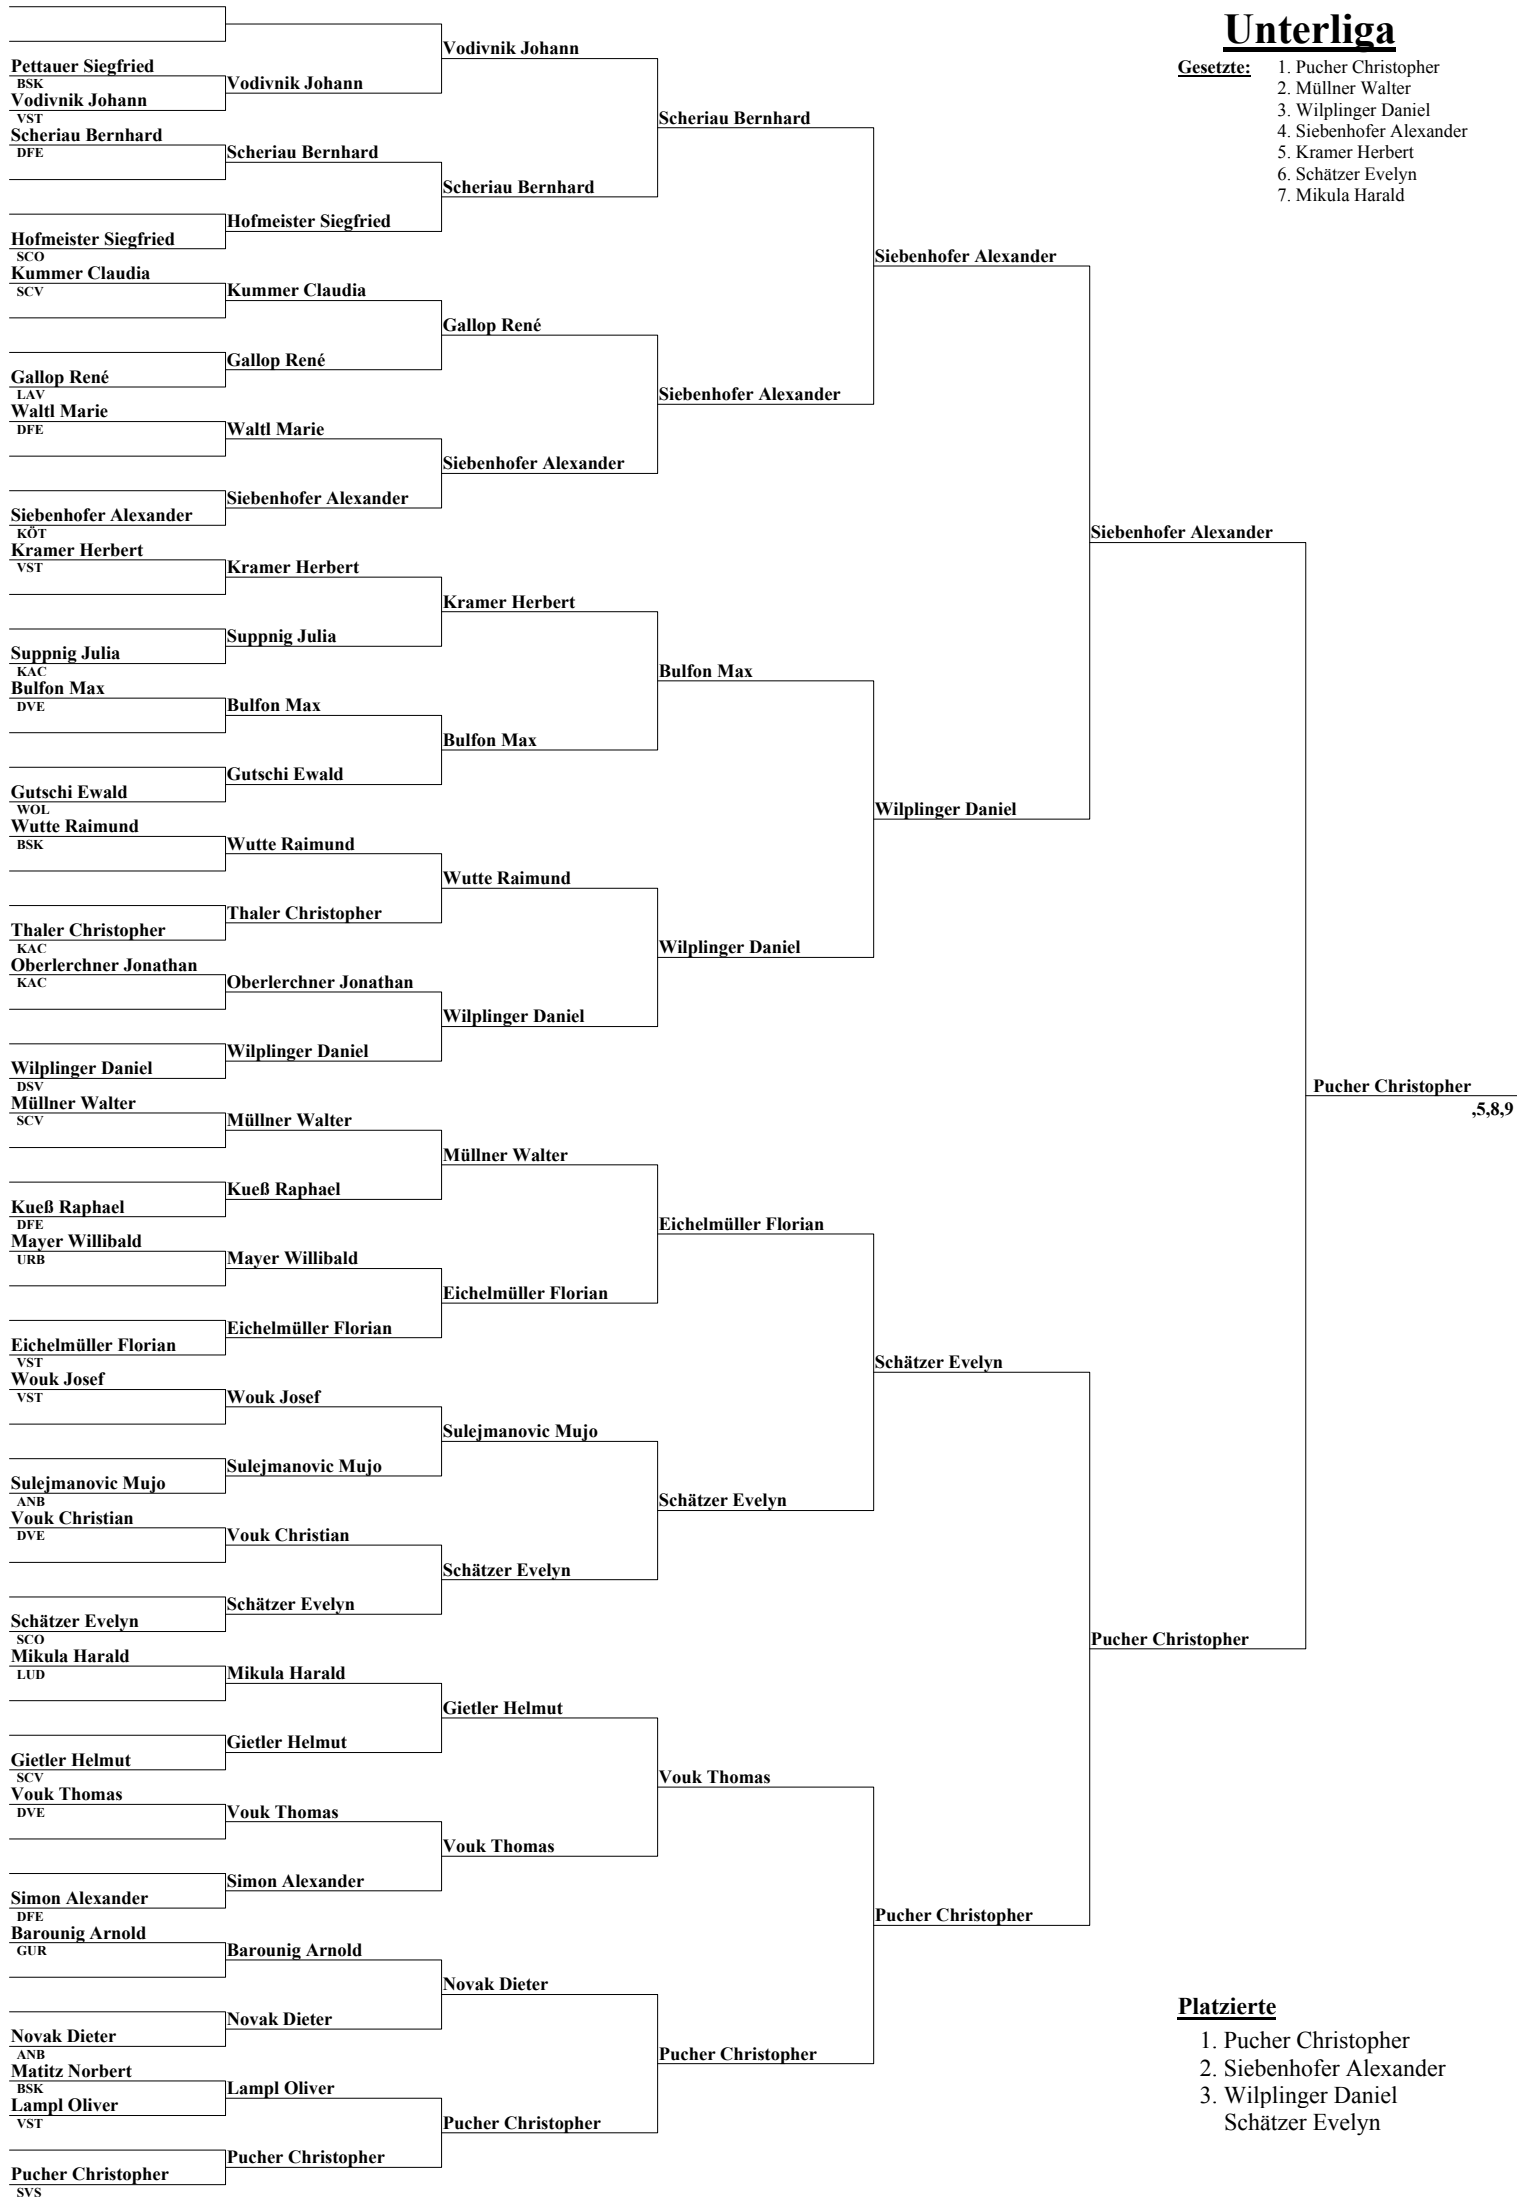 Unterliga
Gesetzte:
1. Pucher Christopher
2. Müllner Walter
3. Wilplinger Daniel
4. Siebenhofer Alexander
5. Kramer Herbert
6. Schätzer Evelyn
7. Mikula Harald
Pettauer Siegfried
BSK
Vodivnik Johann
VST
Scheriau Bernhard
DFE
Hofmeister Siegfried
SCO
Kummer Claudia
SCV
Gallop René
LAV
Waltl Marie
DFE
Siebenhofer Alexander
KÖT
Kramer Herbert
VST
Suppnig Julia
KAC
Bulfon Max
DVE
Gutschi Ewald
WOL
Wutte Raimund
BSK
Thaler Christopher
KAC
Oberlerchner Jonathan
KAC
Wilplinger Daniel
DSV
Müllner Walter
SCV
Kueß Raphael
DFE
Mayer Willibald
URB
Eichelmüller Florian
VST
Wouk Josef
VST
Sulejmanovic Mujo
ANB
Vouk Christian
DVE
Schätzer Evelyn
SCO
Mikula Harald
LUD
Gietler Helmut
SCV
Vouk Thomas
DVE
Simon Alexander
DFE
Barounig Arnold
GUR
Novak Dieter
ANB
Matitz Norbert
BSK
Lampl Oliver
VST
Pucher Christopher
SVS
Vodivnik Johann
Scheriau Bernhard
Hofmeister Siegfried
Kummer Claudia
Gallop René
Waltl Marie
Siebenhofer Alexander
Kramer Herbert
Suppnig Julia
Bulfon Max
Gutschi Ewald
Wutte Raimund
Thaler Christopher
Oberlerchner Jonathan
Wilplinger Daniel
Müllner Walter
Kueß Raphael
Mayer Willibald
Eichelmüller Florian
Wouk Josef
Sulejmanovic Mujo
Vouk Christian
Schätzer Evelyn
Mikula Harald
Gietler Helmut
Vouk Thomas
Simon Alexander
Barounig Arnold
Novak Dieter
Lampl Oliver
Pucher Christopher
Vodivnik Johann
Scheriau Bernhard
Gallop René
Siebenhofer Alexander
Kramer Herbert
Bulfon Max
Wutte Raimund
Wilplinger Daniel
Müllner Walter
Eichelmüller Florian
Sulejmanovic Mujo
Schätzer Evelyn
Gietler Helmut
Vouk Thomas
Novak Dieter
Pucher Christopher
Scheriau Bernhard
Siebenhofer Alexander
Bulfon Max
Wilplinger Daniel
Eichelmüller Florian
Schätzer Evelyn
Vouk Thomas
Pucher Christopher
Siebenhofer Alexander
Wilplinger Daniel
Schätzer Evelyn
Pucher Christopher
Siebenhofer Alexander
Pucher Christopher
Pucher Christopher
,5,8,9
Platzierte
1. Pucher Christopher
2. Siebenhofer Alexander
3. Wilplinger Daniel
Schätzer Evelyn